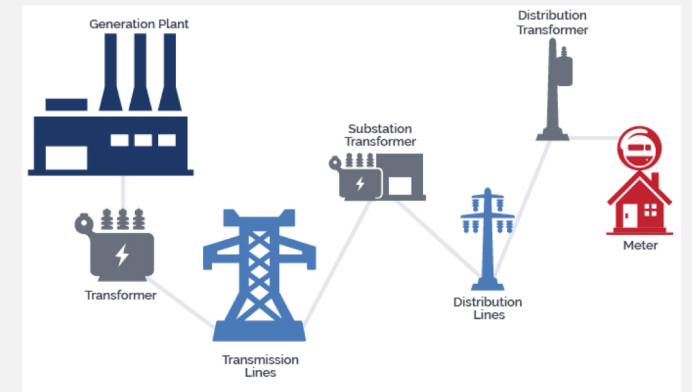 Generation Plant
Distribution
Transformer
Substation
Transformer
Meter
Transformer
Distribution
Lines
Transmission
Lines